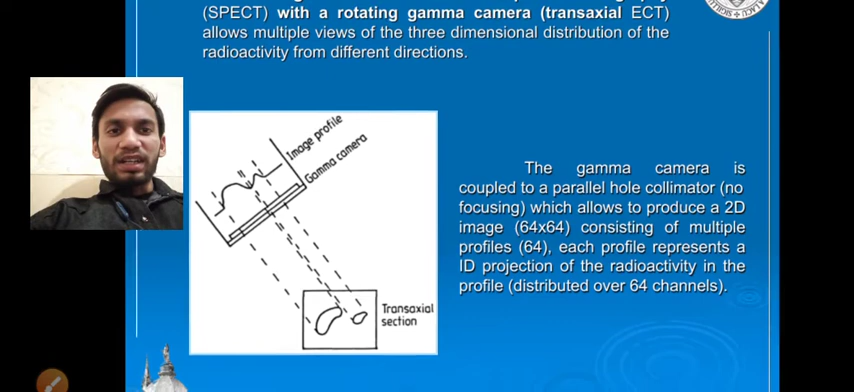 (SPECT) with a rotating gamma camera (transaxial ECT)
allows multiple views of the three dimensional distribution of the
radioactivity from different directions.
Image profile
Gamma camera
Transaxial
section
The gamma camera is
coupled to a parallel hole collimator (no
focusing) which allows to produce a 2D
image (64x64) consisting of multiple
profiles (64), each profile represents a
ID projection of the radioactivity in the
profile (distributed over 64 channels).